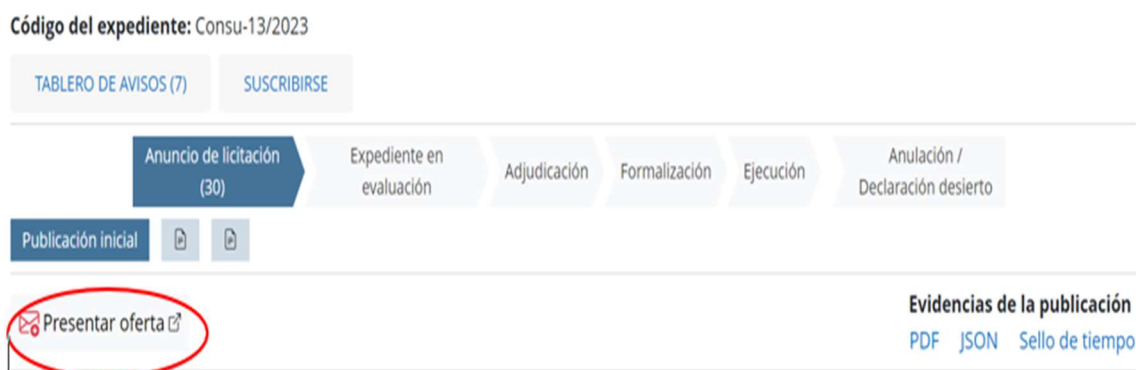 Código del expediente: Consu-13/2023
TABLERO DE AVISOS (7) SUSCRIBIRSE
Anuncio de licitación
(30)
Expediente en
evaluación
Adjudicación
Formalización
Ejecución
Anulación /
Declaración desierto
Publicación inicial
Presentar oferta
Evidencias de la publicación
PDF JSON Sello de tiempo